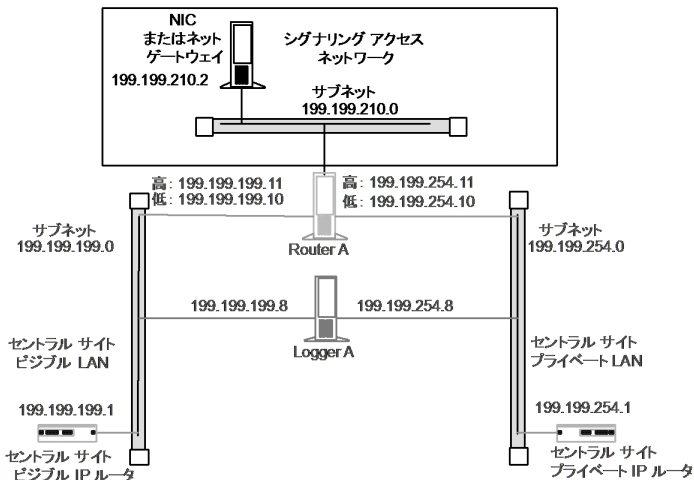 NIC
またはネット
ゲートウェイ
199.199.210.2
シグナリング アクセス
ネットワーク
サブネット
199.199.210.0
高: 199.199.199.11
低: 199.199.199.10
高: 199.199.254.11
低: 199.199.254.10
サブネット
199.199.199.0
Router A
サブネット
199.199.254.0
199.199.199.8
199.199.254.8
Logger A
セントラル サイト
ビジブル LAN
セントラル サイト
プライベート LAN
199.199.199.1
199.199.254.1
セントラル サイト
ビジブル IP ルータ
セントラル サイト
プライベート IP ルータ